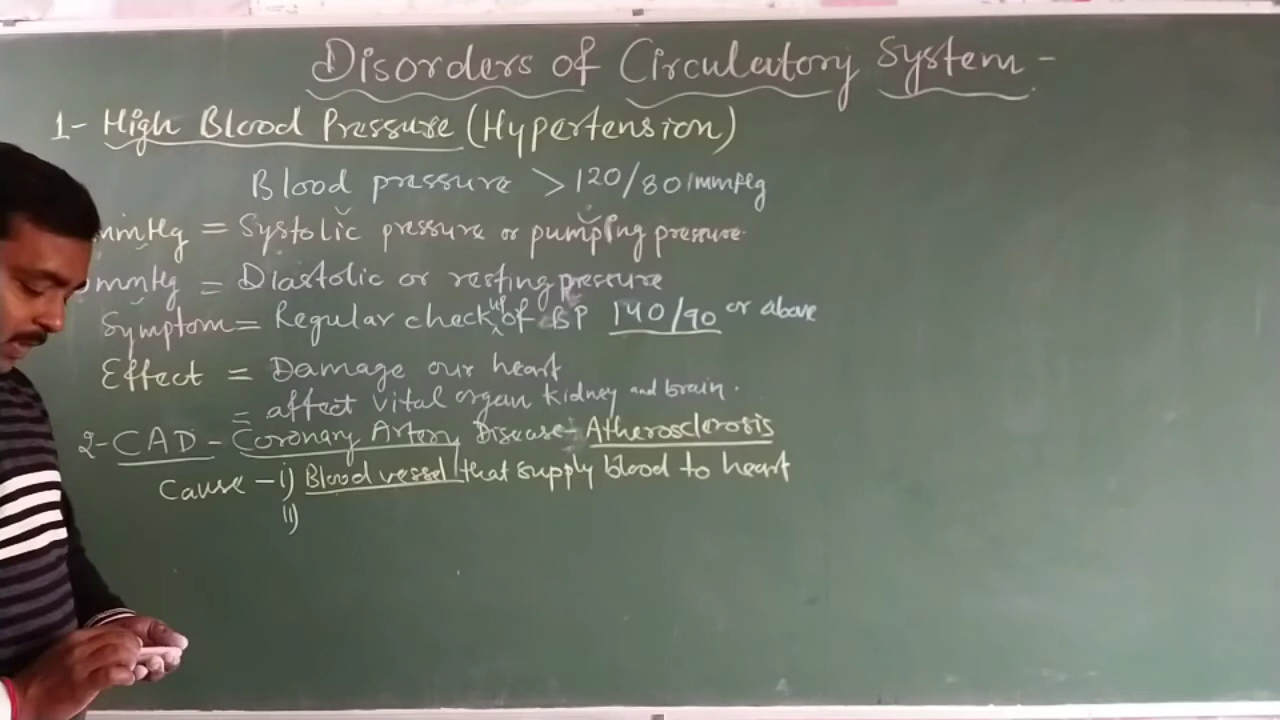 Disorders of Circulatory System -
1- High Blood Pressure (Hypertension)
Blood pressure > 120/80 mmHg
mmHg = Systolic pressure or pumping pressure
mmHg = Diastolic or resting pressure
Symptom = Regular check up of BP 140/90 or above
Effect = Damage our heart
= affect vital organ kidney and brain.
2- CAD - Coronary Artery Disease - Atherosclerosis
Cause - i) Blood vessel that supply blood to heart
ii)